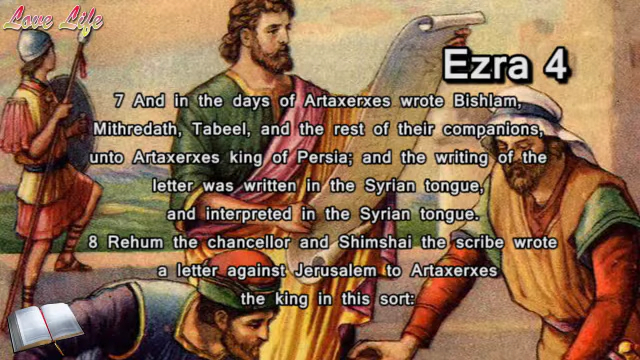 Love Life
Ezra 4
7 And in the days of Artaxerxes wrote Bishlam,
Mithredath, Tabeel, and the rest of their companions,
unto Artaxerxes king of Persia; and the writing of the
letter was written in the Syrian tongue,
and interpreted in the Syrian tongue.
8 Rehum the chancellor and Shimshai the scribe wrote
a letter against Jerusalem to Artaxerxes
the king in this sort: